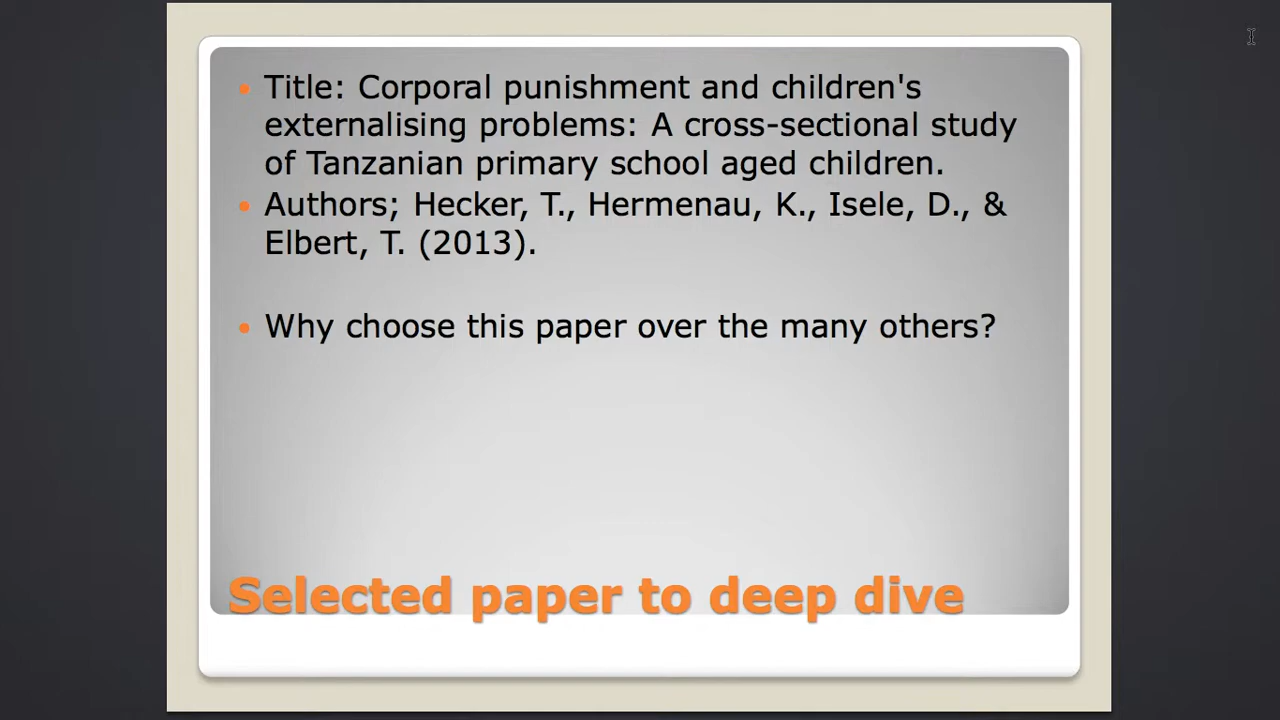 Title: Corporal punishment and children's
externalising problems: A cross-sectional study
of Tanzanian primary school aged children.
Authors; Hecker, T., Hermenau, K., Isele, D., &
Elbert, T. (2013).
Why choose this paper over the many others?
Selected paper to deep dive